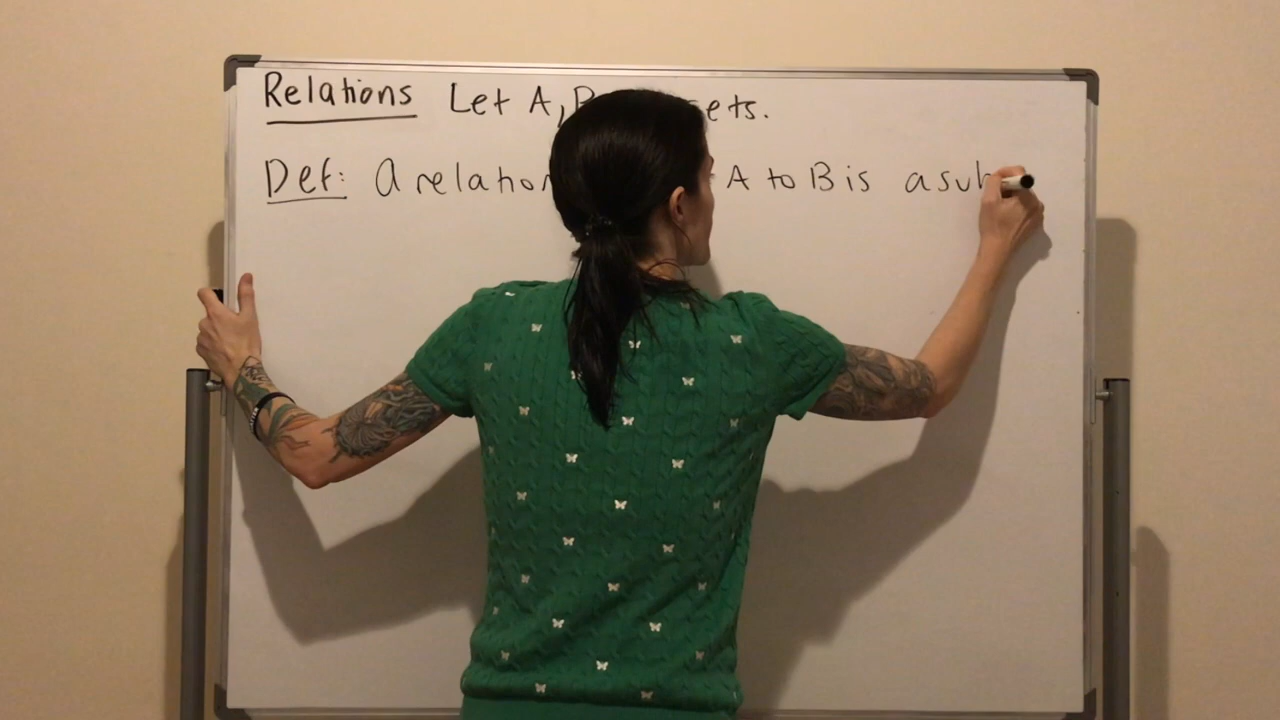 Relations Let A, ets.
Def: A relation A to B is a sub